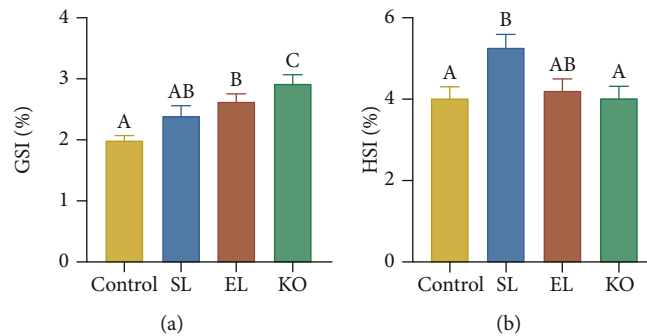 4
3
2
1
0
GSI (%)
A
AB
B
C
Control SL EL KO
(a)
6
4
2
0
HSI (%)
A
B
AB
A
Control SL EL KO
(b)